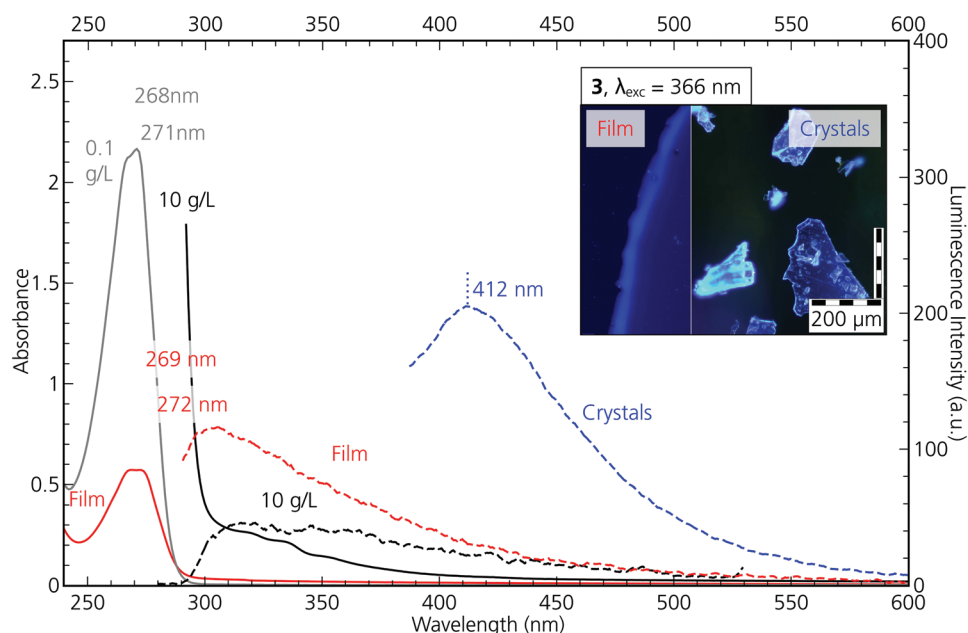 250 300 350 400 450 500 550 600
400
2.5
268nm
3, λexc = 366 nm
271nm
Film
Crystals
0.1
g/L
300
2
10 g/L
Luminescence Intensity (a.u.)
Absorbance
1.5
412 nm
200 μm
200
269 nm
1
272 nm
Crystals
Film
100
0.5
Film
10 g/L
0
0
250 300 350 400 450 500 550 600
Wavelength (nm)